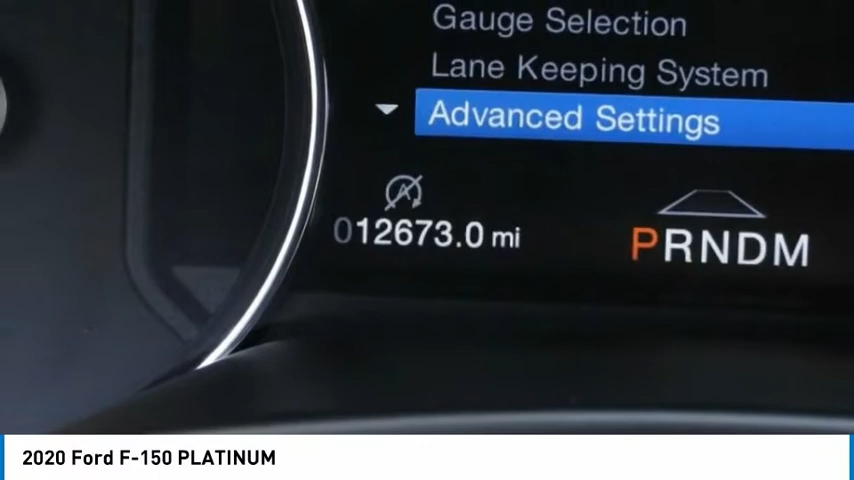 Gauge Selection
Lane Keeping System
Advanced Settings
012673.0 mi
PRNDM
2020 Ford F-150 PLATINUM